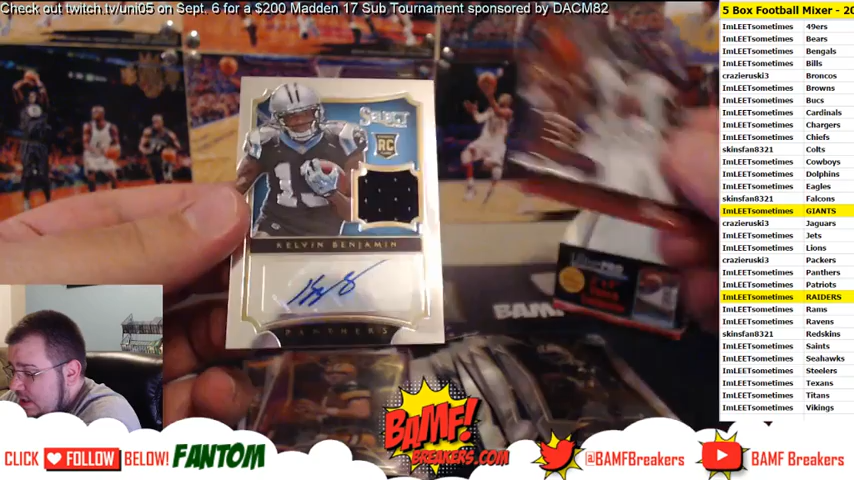 Check out twitch.tv/uni05 on Sept. 6 for a $200 Madden 17 Sub Tournament sponsored by DACM82
5 Box Football Mixer - 20
ImLEETsometimes 49ers
ImLEETsometimes Bears
ImLEETsometimes Bengals
ImLEETsometimes Bills
crazieruski3 Broncos
ImLEETsometimes Browns
ImLEETsometimes Bucs
ImLEETsometimes Cardinals
ImLEETsometimes Chargers
ImLEETsometimes Chiefs
skinsfan8321 Colts
ImLEETsometimes Cowboys
ImLEETsometimes Dolphins
ImLEETsometimes Eagles
skinsfan8321 Falcons
ImLEETsometimes GIANTS
crazieruski3 Jaguars
ImLEETsometimes Jets
ImLEETsometimes Lions
crazieruski3 Packers
ImLEETsometimes Panthers
ImLEETsometimes Patriots
ImLEETsometimes RAIDERS
ImLEETsometimes Rams
ImLEETsometimes Ravens
skinsfan8321 Redskins
ImLEETsometimes Saints
ImLEETsometimes Seahawks
ImLEETsometimes Steelers
ImLEETsometimes Texans
ImLEETsometimes Titans
ImLEETsometimes Vikings
SELECT
RC
KELVIN BENJAMIN
PANTHERS
BAMF!
BREAKERS.COM
CLICK FOLLOW BELOW! FANTOM
@BAMFBreakers
BAMF Breakers